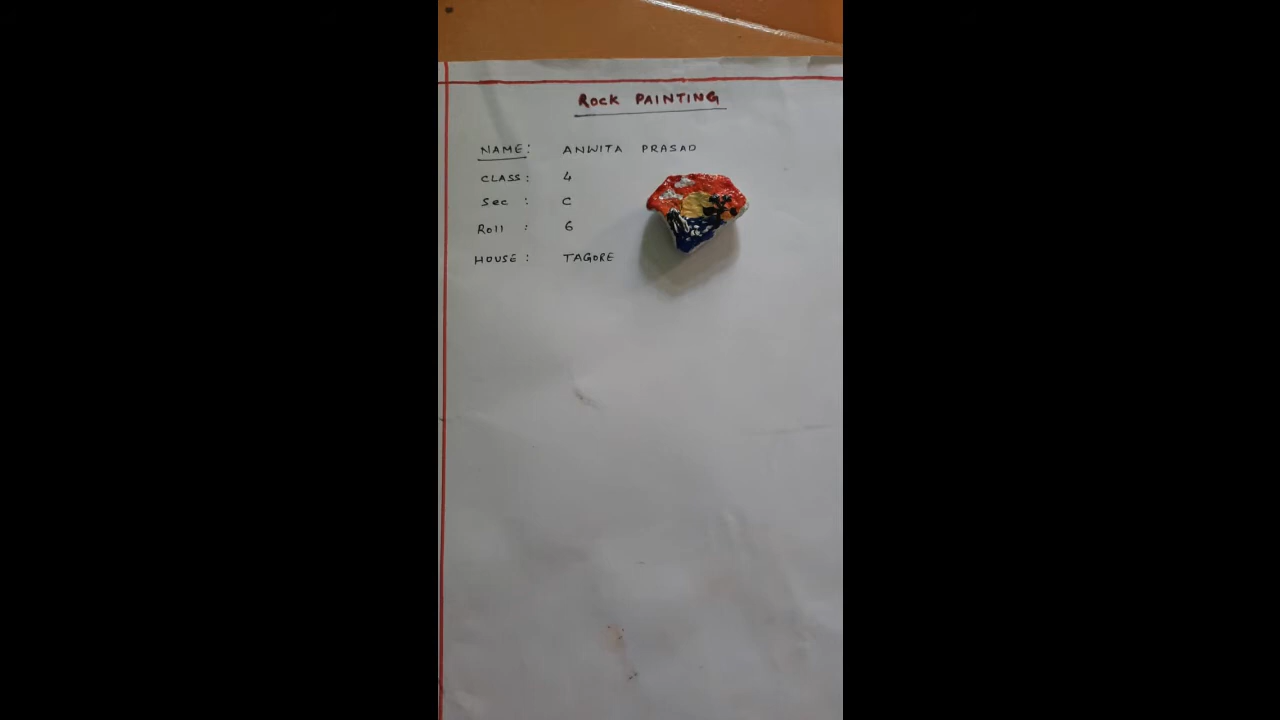 Rock PAINTING
NAME: ANWITA PRASAD
CLASS: 4
Sec : C
Roll : 6
HOUSE: TAGORE